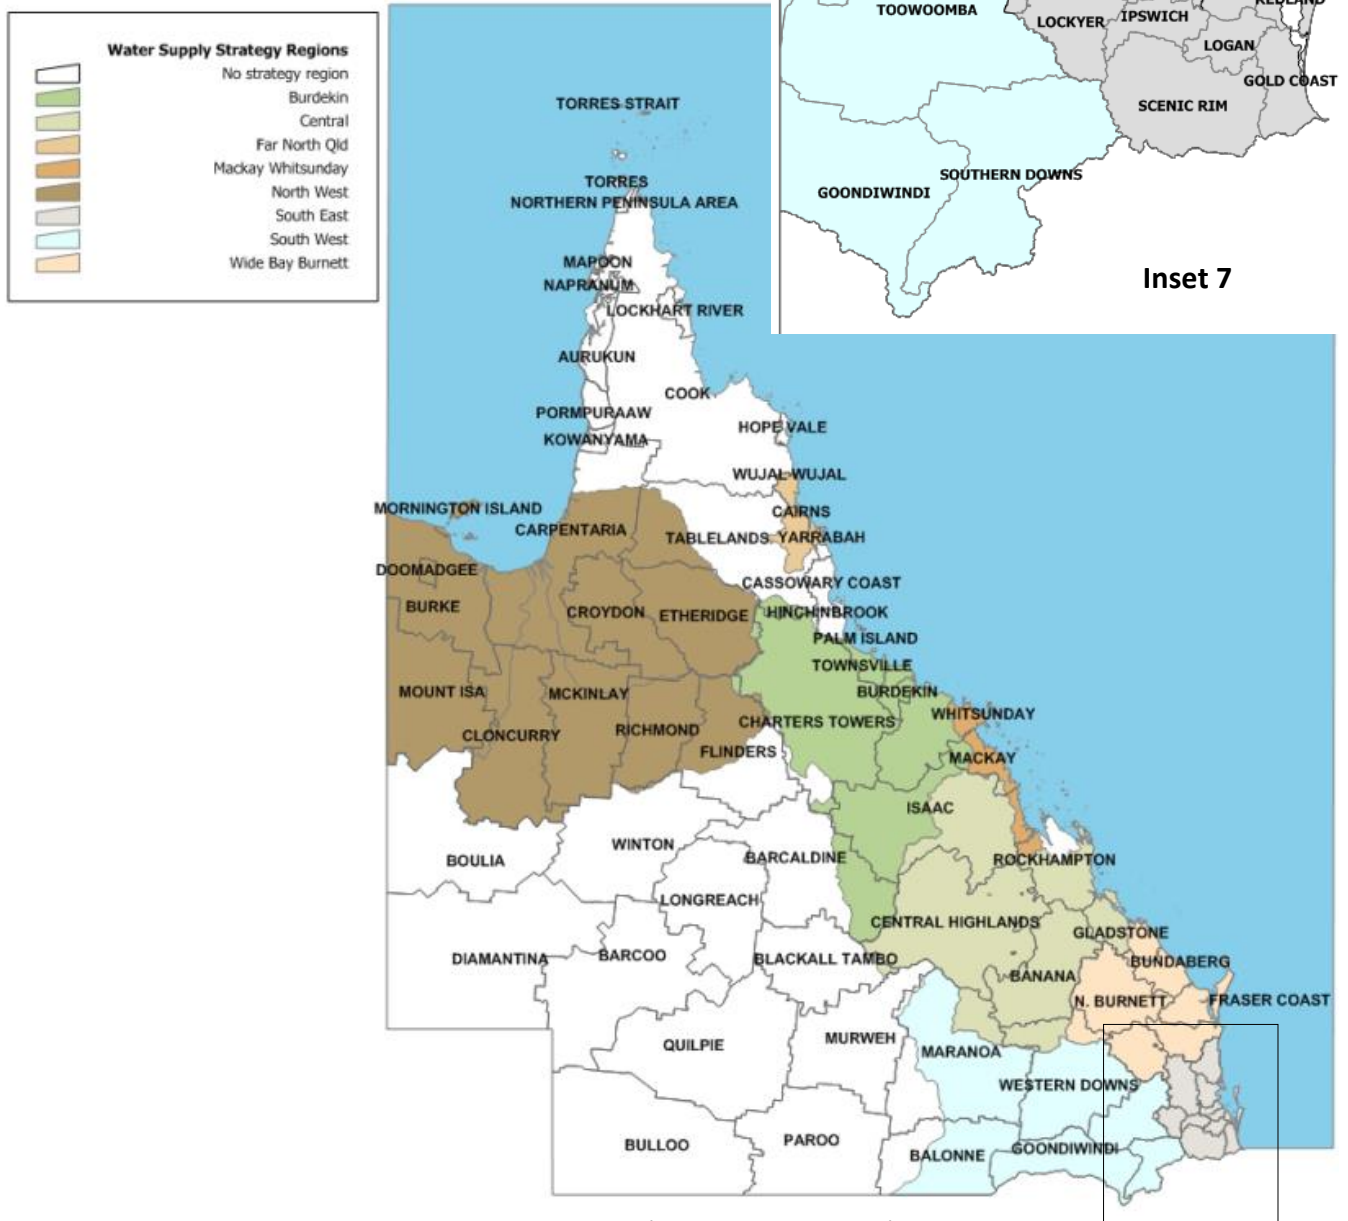 Water Supply Strategy Regions
No strategy region
Burdekin
Central
Far North Qld
Mackay Whitsunday
North West
South East
South West
Wide Bay Burnett
REDLAND
TOOWOOMBA
LOCKYER
IPSWICH
LOGAN
GOLD COAST
SCENIC RIM
SOUTHERN DOWNS
GOONDIWINDI
Inset 7
TORRES STRAIT
TORRES
NORTHERN PENINSULA AREA
MAPOON
NAPRANUM
LOCKHART RIVER
AURUKUN
COOK
PORMPURAAW
HOPE VALE
KOWANYAMA
WUJAL WUJAL
MORNINGTON ISLAND
CAIRNS
CARPENTARIA
TABLELANDS
YARRABAH
DOOMADGEE
CASSOWARY COAST
BURKE
CROYDON
ETHERIDGE
HINCHINBROOK
PALM ISLAND
TOWNSVILLE
MOUNT ISA
MCKINLAY
BURDEKIN
WHITSUNDAY
CLONCURRY
RICHMOND
CHARTERS TOWERS
FLINDERS
MACKAY
ISAAC
WINTON
BOULIA
BARCALDINE
ROCKHAMPTON
LONGREACH
CENTRAL HIGHLANDS
GLADSTONE
DIAMANTINA
BARCOO
BLACKALL TAMBO
BUNDABERG
BANANA
N. BURNETT
FRASER COAST
QUILPIE
MURWEH
MARANOA
WESTERN DOWNS
BULLOO
PAROO
BALONNE
GOONDIWINDI